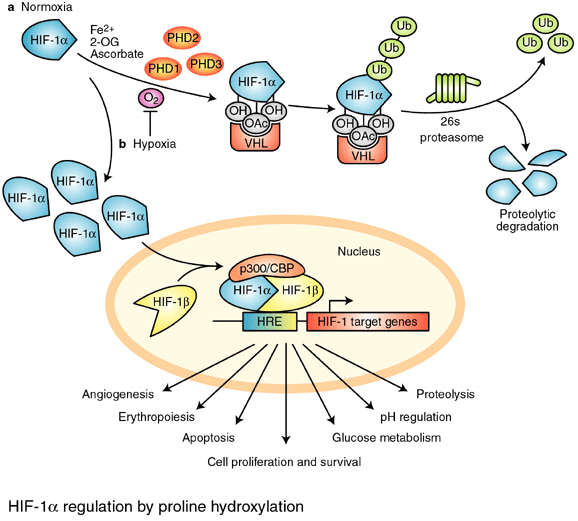 a Normoxia
HIF-1α
Fe2+
2-OG
Ascorbate
PHD2
PHD1
PHD3
O2
b Hypoxia
HIF-1α
OH
OH
OAc
VHL
Ub
Ub
Ub
HIF-1α
OH
OH
OAc
VHL
26s
proteasome
Ub
Ub
Ub
Proteolytic
degradation
HIF-1α
HIF-1α
HIF-1α
HIF-1α
Nucleus
HIF-1β
p300/CBP
HIF-1α
HIF-1β
HRE
HIF-1 target genes
Angiogenesis
Erythropoiesis
Apoptosis
Cell proliferation and survival
Glucose metabolism
pH regulation
Proteolysis
HIF-1α regulation by proline hydroxylation